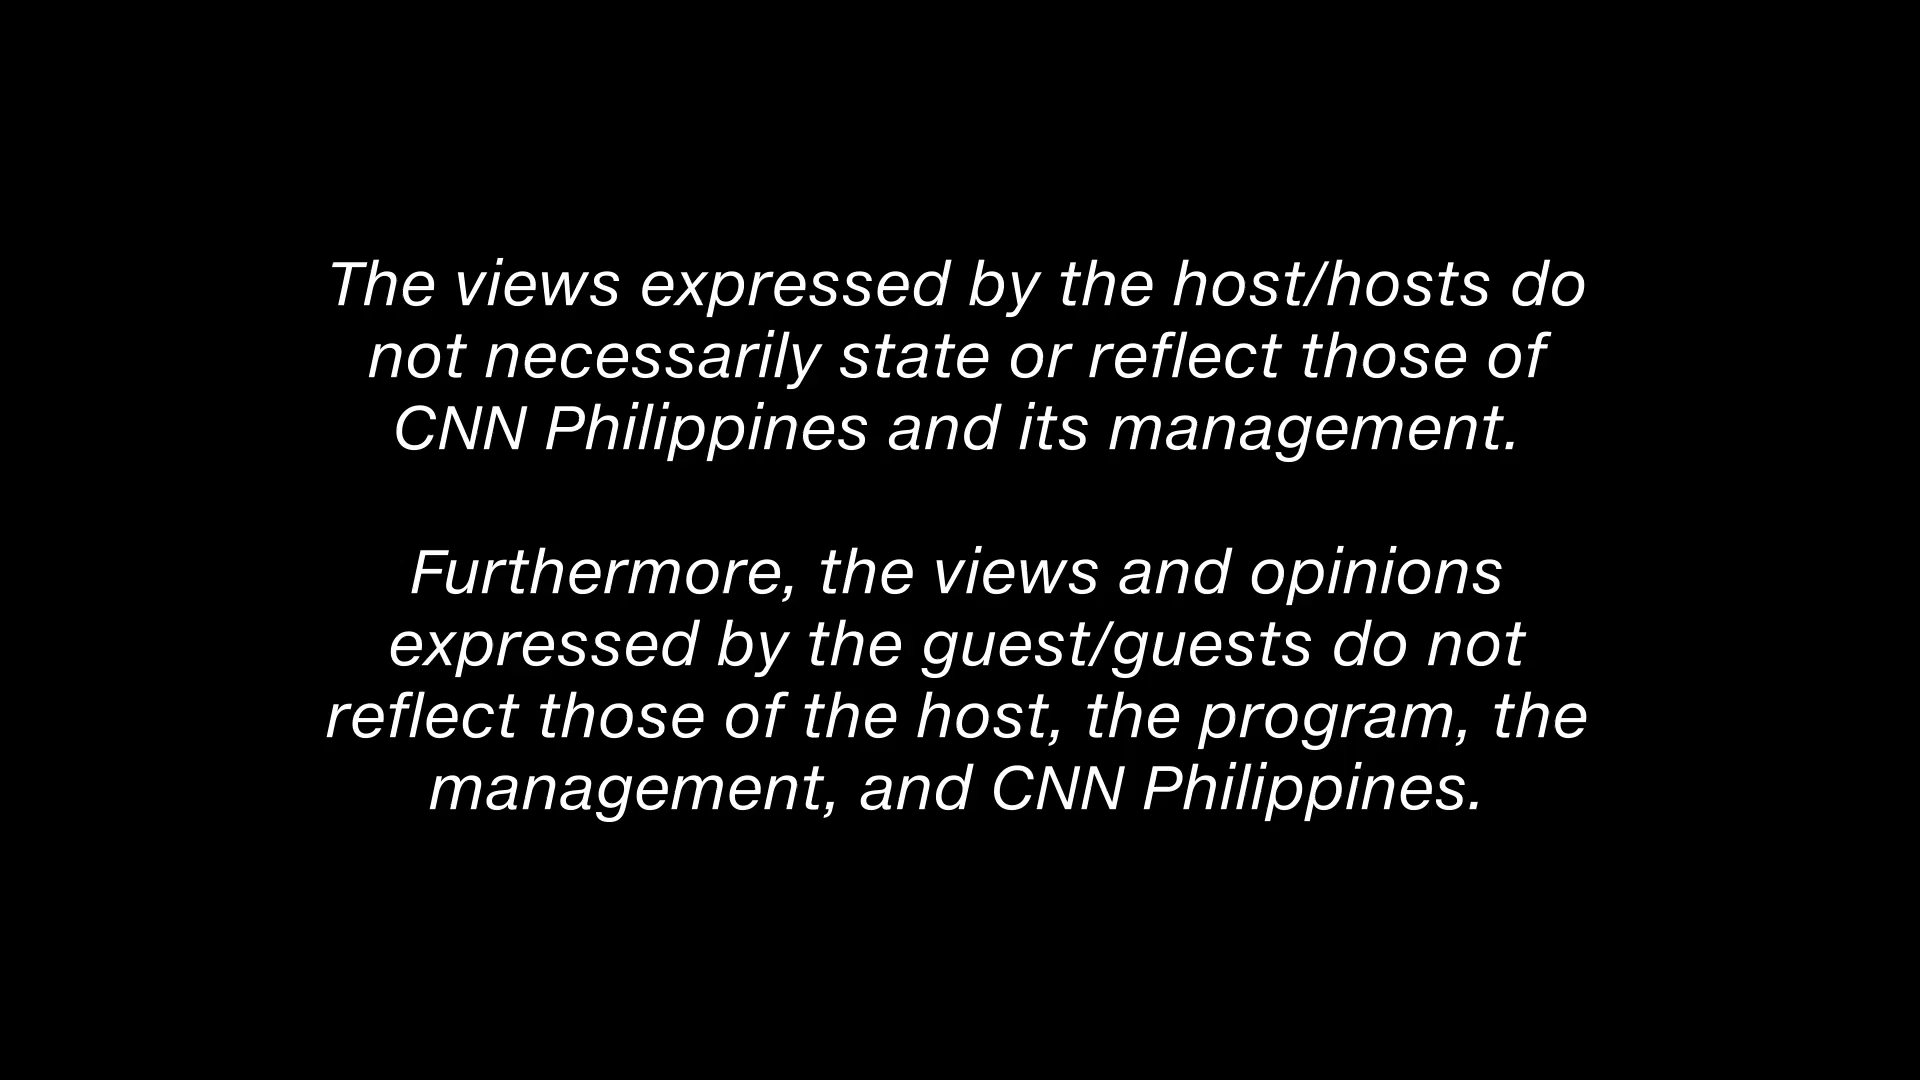 The views expressed by the host/hosts do
not necessarily state or reflect those of
CNN Philippines and its management.
Furthermore, the views and opinions
expressed by the guest/guests do not
reflect those of the host, the program, the
management, and CNN Philippines.